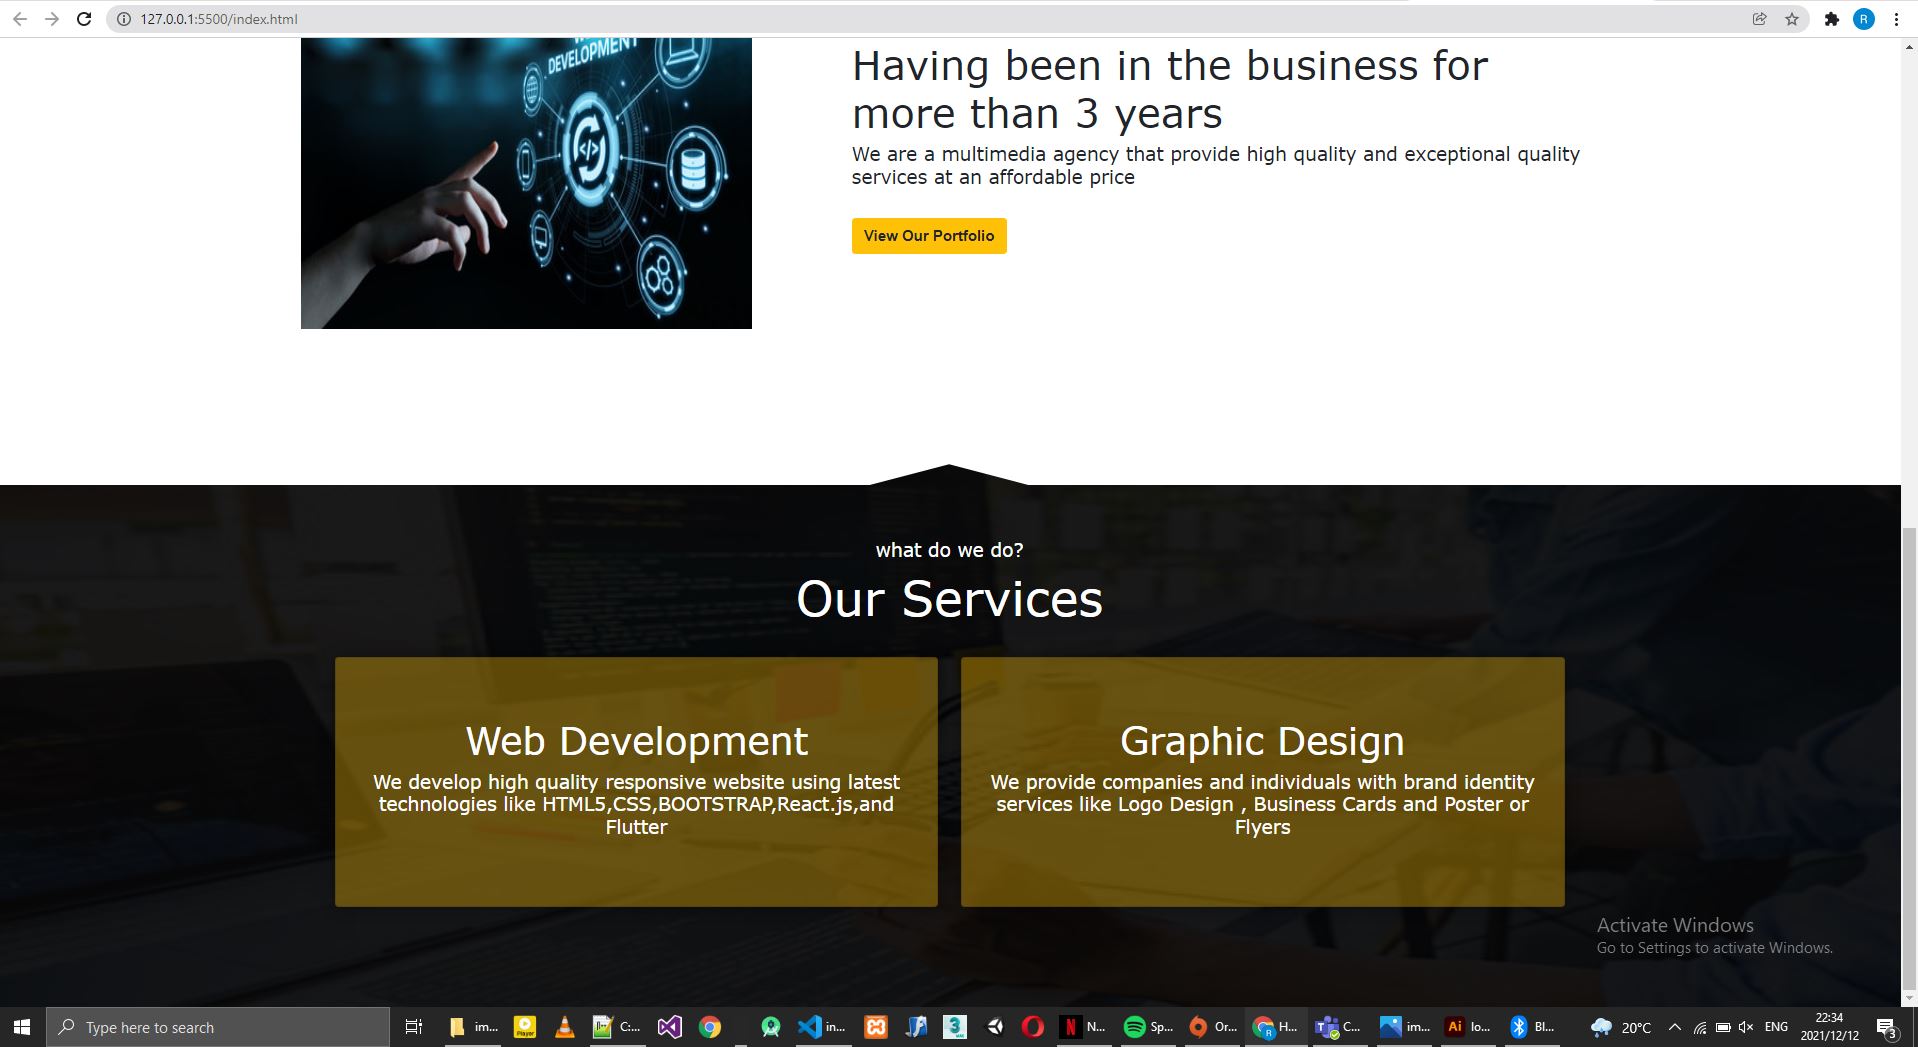 127.0.0.1:5500/index.html
R
DEVELOPMENT
Having been in the business for
more than 3 years
We are a multimedia agency that provide high quality and exceptional quality
services at an affordable price
View Our Portfolio
what do we do?
Our Services
Web Development
We develop high quality responsive website using latest
technologies like HTML5,CSS,BOOTSTRAP,React.js,and
Flutter
Graphic Design
We provide companies and individuals with brand identity
services like Logo Design , Business Cards and Poster or
Flyers
Activate Windows
Go to Settings to activate Windows.
Type here to search
im...
Player
C:...
in...
3
N
N...
Sp...
Or...
R
H...
C...
im...
Ai
lo...
Bl...
20°C
ENG
22:34
2021/12/12
3